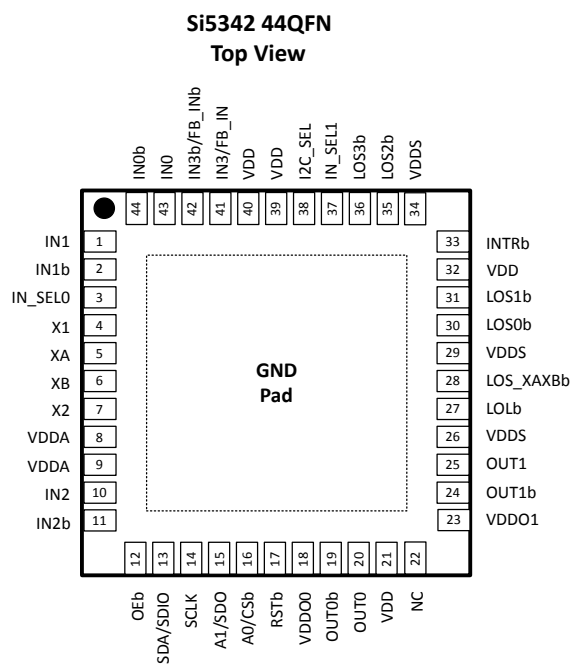 Si5342 44QFN
Top View
IN0b
IN0
IN3b/FB_INb
IN3/FB_IN
VDD
VDD
I2C_SEL
IN_SEL1
LOS3b
LOS2b
VDDS
44
43
42
41
40
39
38
37
36
35
34
IN1 1
IN1b 2
IN_SEL0 3
X1 4
XA 5
XB 6
X2 7
VDDA 8
VDDA 9
IN2 10
IN2b 11
GND
Pad
33 INTRb
32 VDD
31 LOS1b
30 LOS0b
29 VDDS
28 LOS_XAXBb
27 LOLb
26 VDDS
25 OUT1
24 OUT1b
23 VDDO1
12
13
14
15
16
17
18
19
20
21
22
OEb
SDA/SDIO
SCLK
A1/SDO
A0/CSb
RSTb
VDDO0
OUT0b
OUT0
VDD
NC